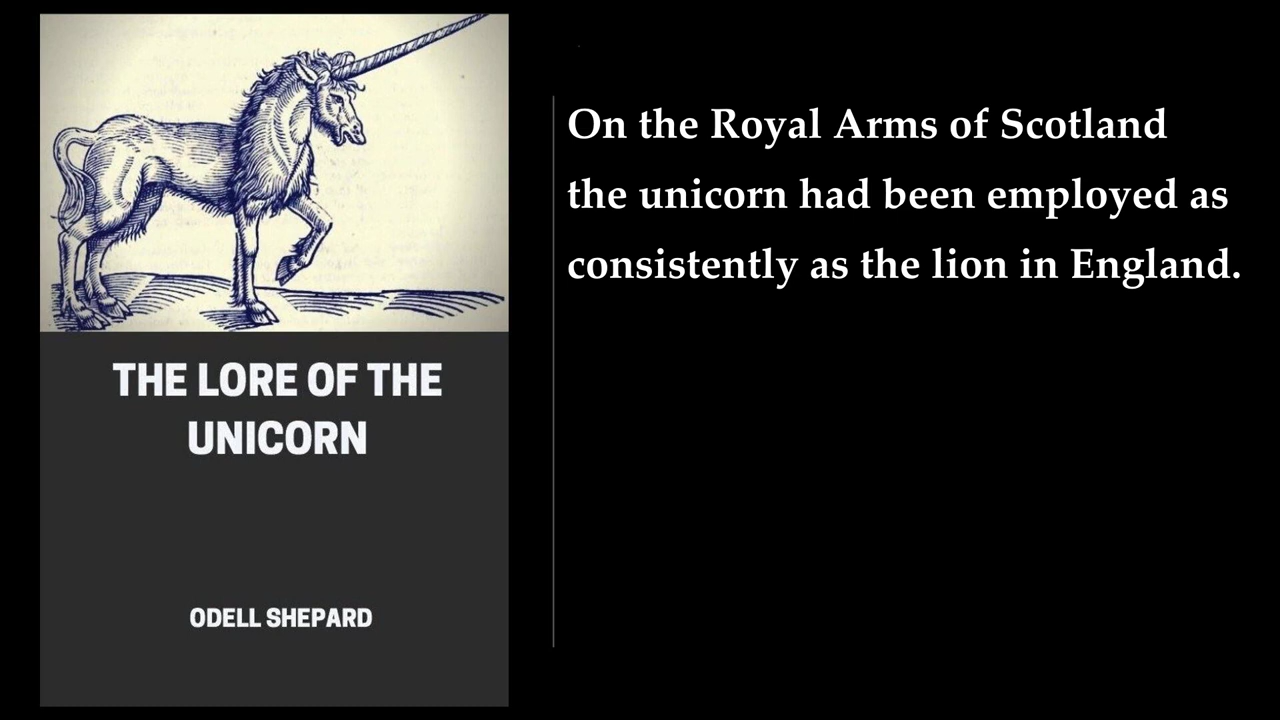 THE LORE OF THE
UNICORN
ODELL SHEPARD
On the Royal Arms of Scotland
the unicorn had been employed as
consistently as the lion in England.